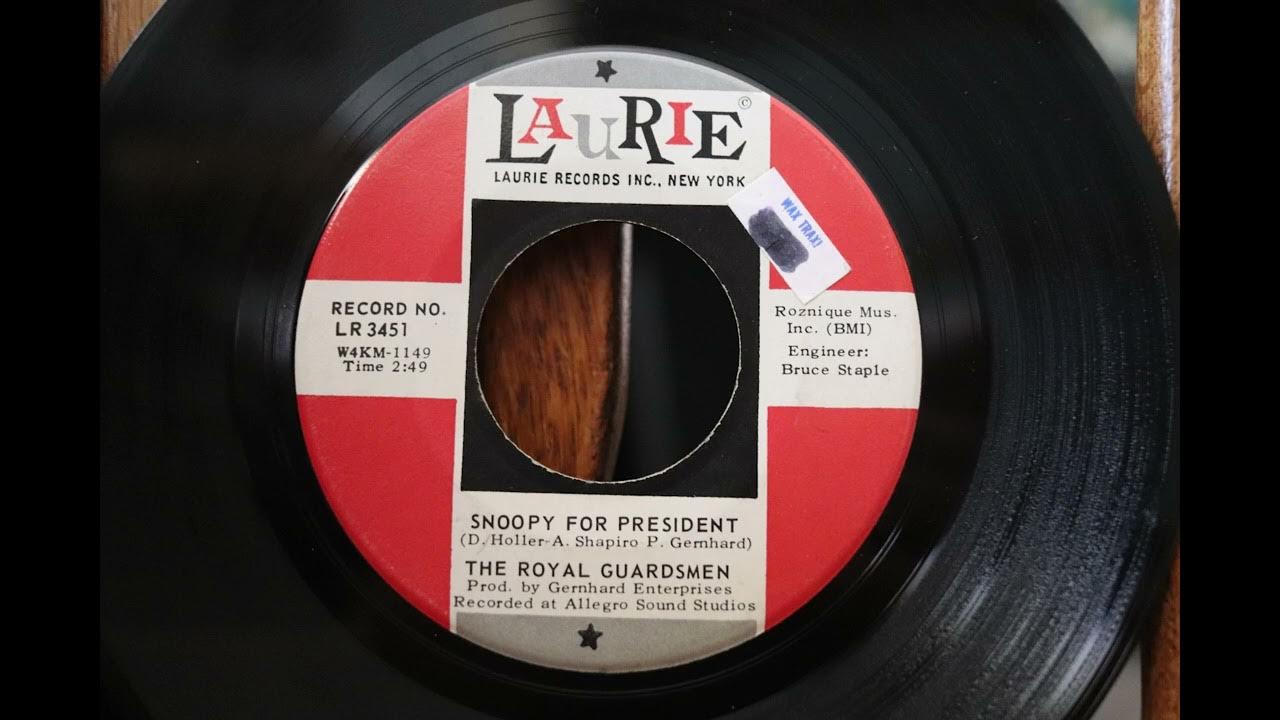 LAuRIE ©
LAURIE RECORDS INC., NEW YORK
WAX TRAX!
RECORD NO.
LR 3451
W4KM-1149
Time 2:49
Roznique Mus.
Inc. (BMI)
Engineer:
Bruce Staple
SNOOPY FOR PRESIDENT
(D. Holler-A. Shapiro P. Gernhard)
THE ROYAL GUARDSMEN
Prod. by Gernhard Enterprises
Recorded at Allegro Sound Studios